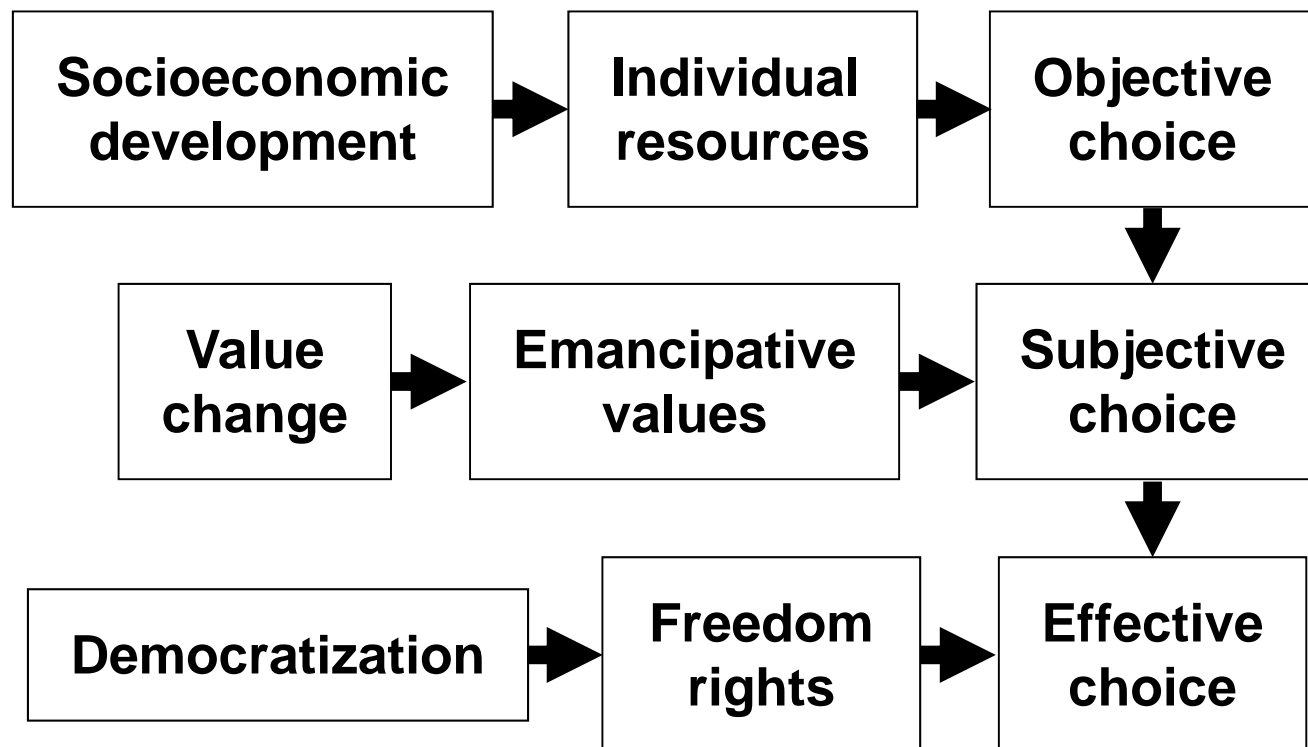 Socioeconomic
development
Individual
resources
Objective
choice
Value
change
Emancipative
values
Subjective
choice
Democratization
Freedom
rights
Effective
choice